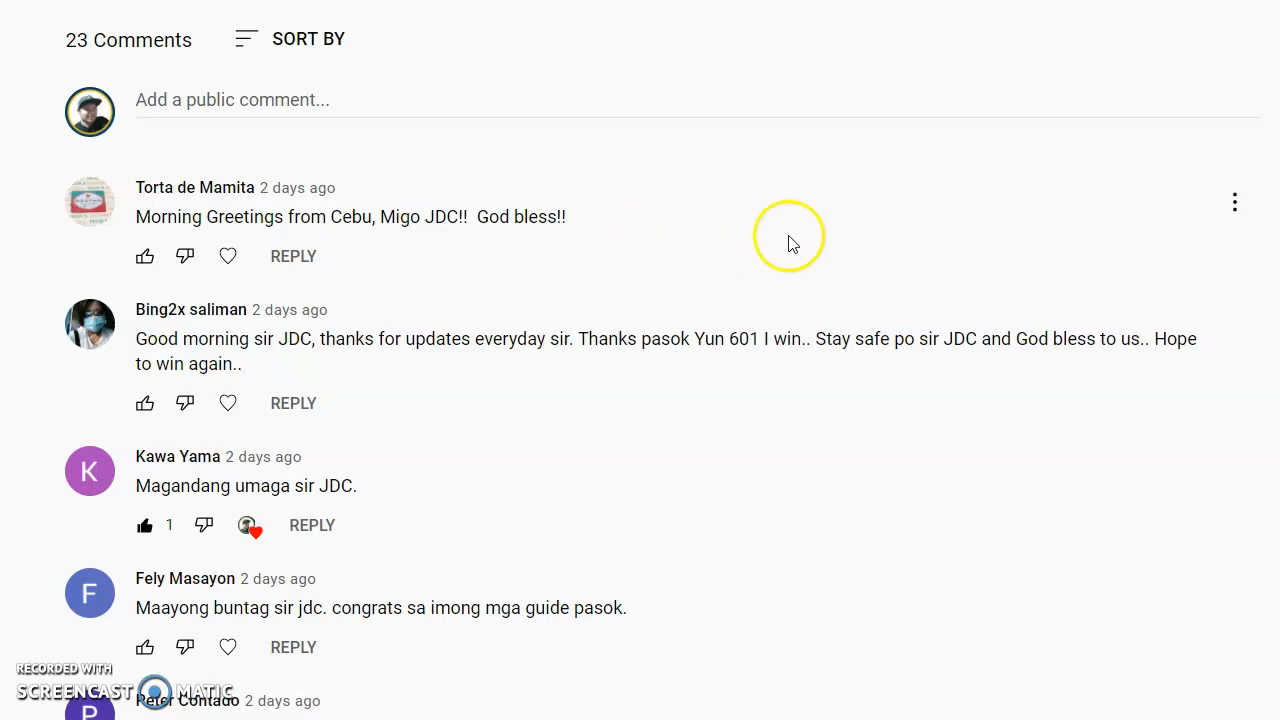 23 Comments
SORT BY
Add a public comment...
Torta de Mamita 2 days ago
Morning Greetings from Cebu, Migo JDC!!  God bless!!
REPLY
Bing2x saliman 2 days ago
Good morning sir JDC, thanks for updates everyday sir. Thanks pasok Yun 601 I win.. Stay safe po sir JDC and God bless to us.. Hope
to win again..
REPLY
K
Kawa Yama 2 days ago
Magandang umaga sir JDC.
1
REPLY
F
Fely Masayon 2 days ago
Maayong buntag sir jdc. congrats sa imong mga guide pasok.
REPLY
RECORDED WITH
SCREENCAST MATIC
P
Peter Contado 2 days ago